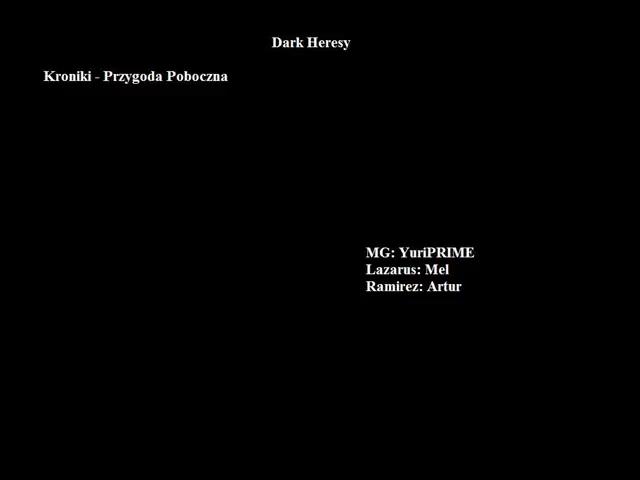 Dark Heresy
Kroniki - Przygoda Poboczna
MG: YuriPRIME
Lazarus: Mel
Ramirez: Artur